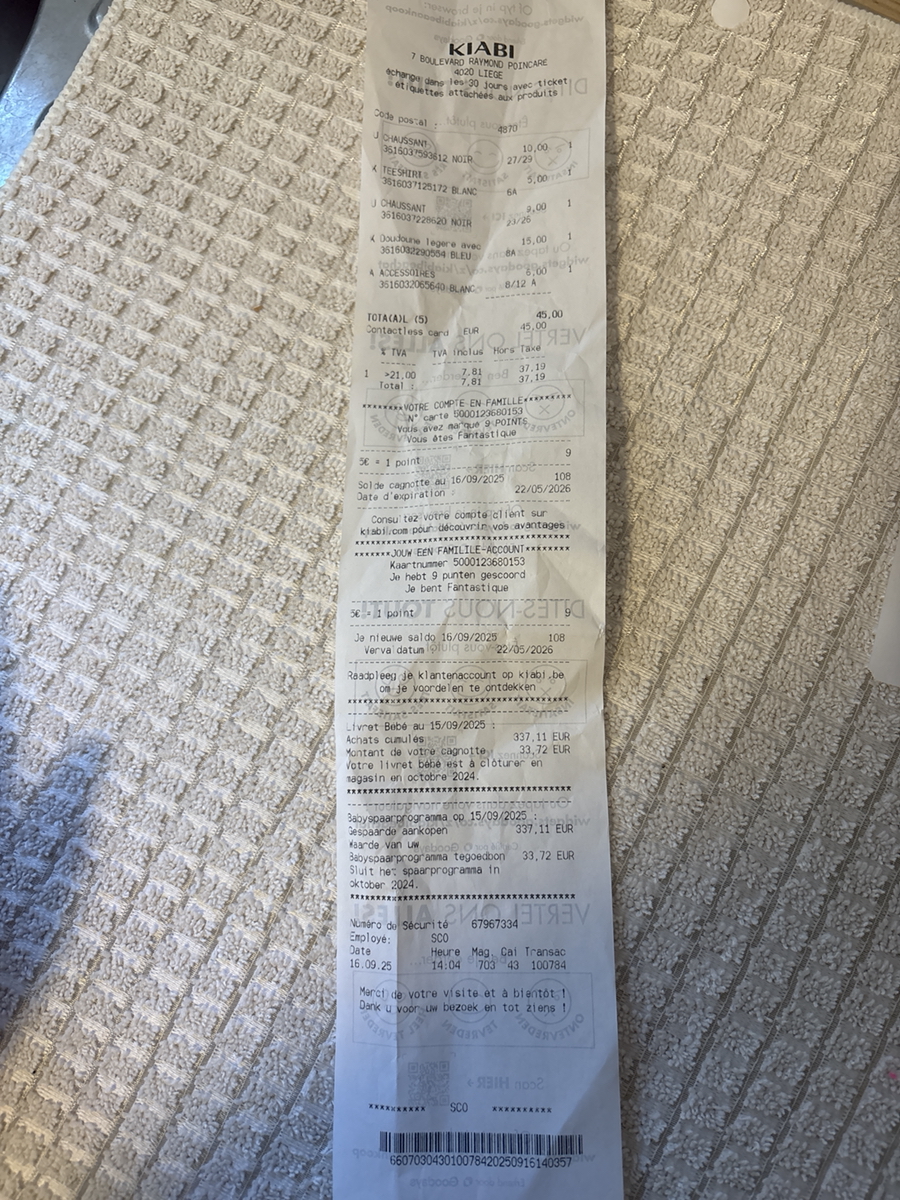 KIABI
7 BOULEVARD RAYMOND POINCARE
4020 LIEGE
échange dans les 30 jours avec ticket
étiquettes attachées aux produits
Code postal : 4870
J CHAUSSANT 10,00 1
3616037593612 NOIR 27/29
K TEESHIRTS 5,00 1
3616037125172 BLANC 6A
U CHAUSSANT 9,00 1
3616037228620 NOIR 23/26
K Doudoune legere avec 15,00 1
3616032290554 BLEU 8A
A ACCESSOIRES 6,00 1
3616032065640 BLANC 8/12 A
TOTA(A)L (5) 45,00
Contactless card EUR 45,00
% TVA TVA inclus Hors Taxe
1 >21,00 7,81 37,19
Total : 7,81 37,19
********VOTRE COMPTE EN FAMILLE*********
N° carte 5000123680153
Vous avez marqué 9 POINTS
Vous êtes Fantastique
5€ = 1 point 9
Solde cagnotte au 16/09/2025 108
Date d'expiration : 22/05/2026
Consultez votre compte client sur
kiabi.com pour découvrir vos avantages
****************************************
*******JOUW EEN FAMILILE-ACCOUNT********
Kaartnummer 5000123680153
Je hebt 9 punten gescoord
Je bent Fantastique
5€ = 1 point 9
Je nieuwe saldo 16/09/2025 108
Vervaldatum 22/05/2026
Raadpleeg je klantenaccount op kiabi.be
om je voordelen te ontdekken
****************************************
Livret Bébé au 15/09/2025 :
Achats cumulés 337,11 EUR
Montant de votre cagnotte 33,72 EUR
Votre livret bébé est à clôturer en
magasin en octobre 2024.
****************************************
Babyspaarprogramma op 15/09/2025 :
Gespaarde aankopen 337,11 EUR
Waarde van uw
Babyspaarprogramma tegoedbon 33,72 EUR
Sluit het spaarprogramma in
oktober 2024.
****************************************
Numéro de Sécurité 67967334
Employé: SCO
Date Heure Mag. Cai Transac
16.09.25 14:04 703 43 100784
Merci de votre visite et à bientôt !
Dank u voor uw bezoek en tot ziens !
********** SCO **********
66070304301007842025091614​0357